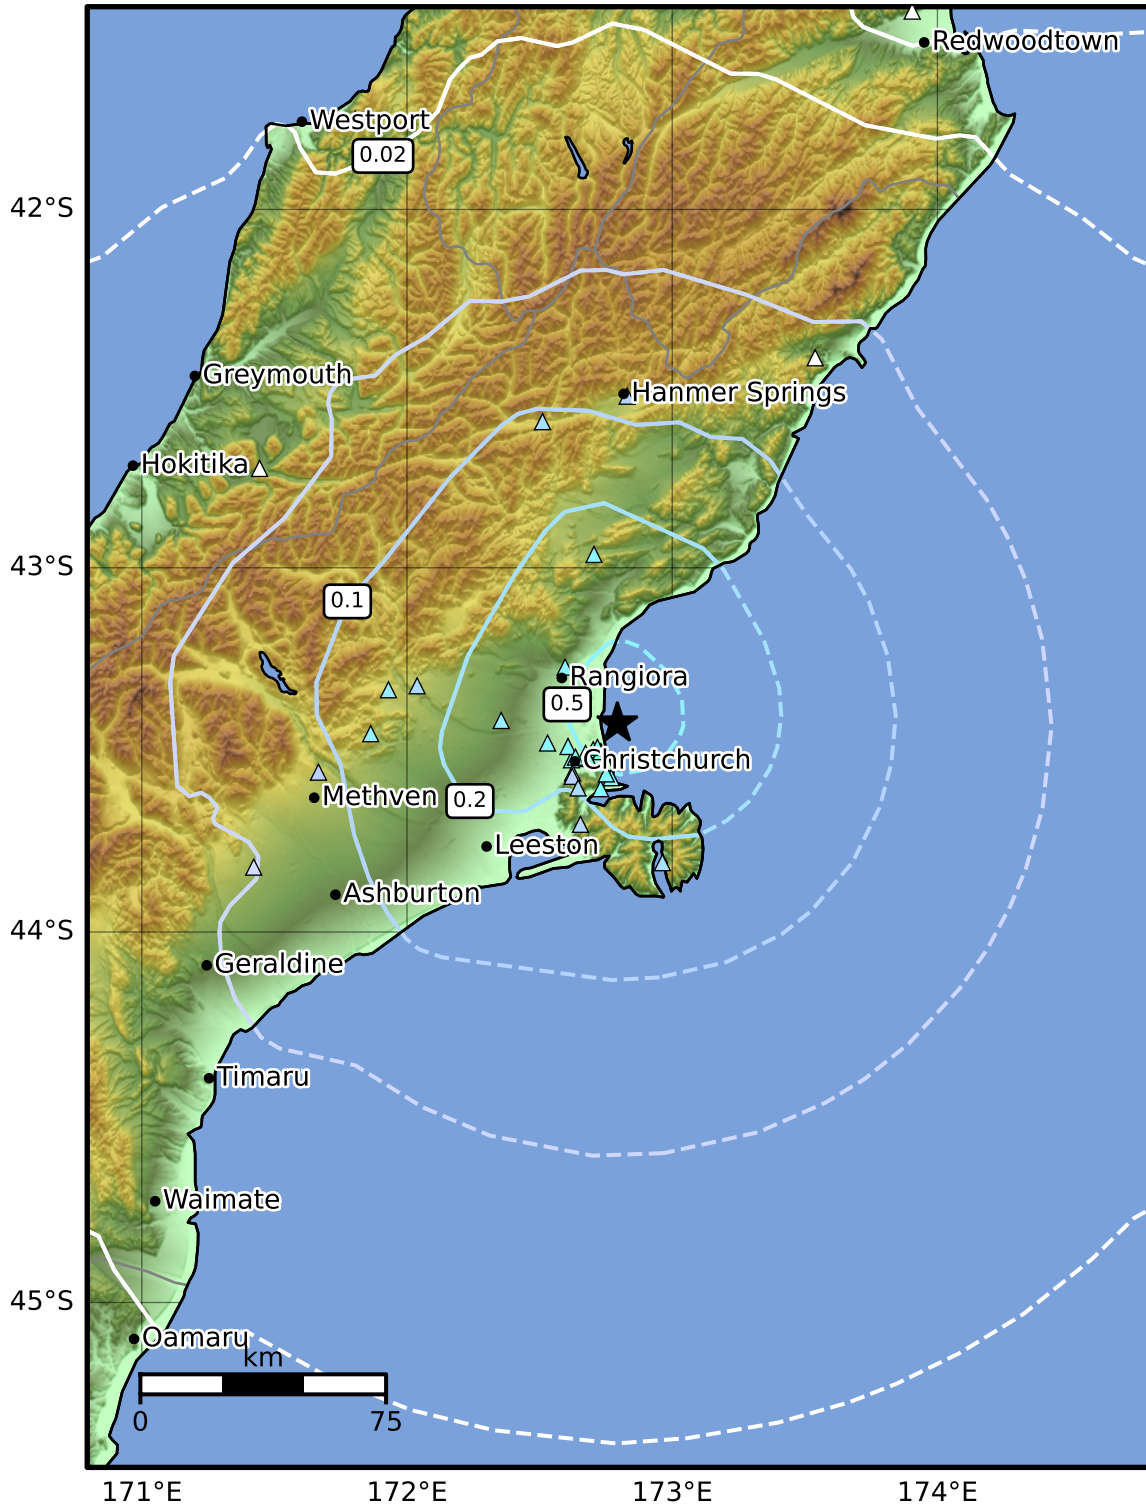 Redwoodtown
Westport
0.02
42°S
Greymouth
Hanmer Springs
Hokitika
43°S
0.1
Rangiora
0.5
Christchurch
Methven
0.2
Leeston
Ashburton
44°S
Geraldine
Timaru
Waimate
45°S
Oamaru
km
0 75
171°E 172°E 173°E 174°E